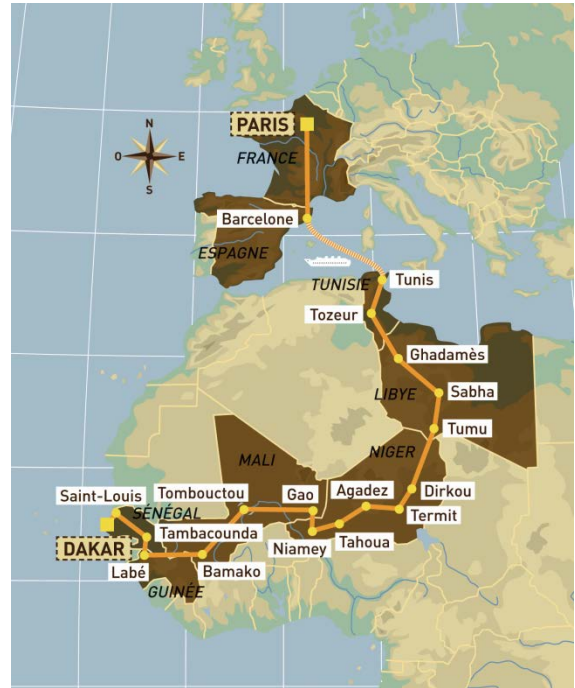 N
O E
S
PARIS
FRANCE
Barcelone
ESPAGNE
TUNISIE
Tunis
Tozeur
Ghadamès
LIBYE
Sabha
Tumu
NIGER
MALI
Dirkou
Agadez
Termit
Gao
Tombouctou
Tahoua
Niamey
Saint-Louis
SÉNÉGAL
Tambacounda
DAKAR
Labé
Bamako
GUINÉE